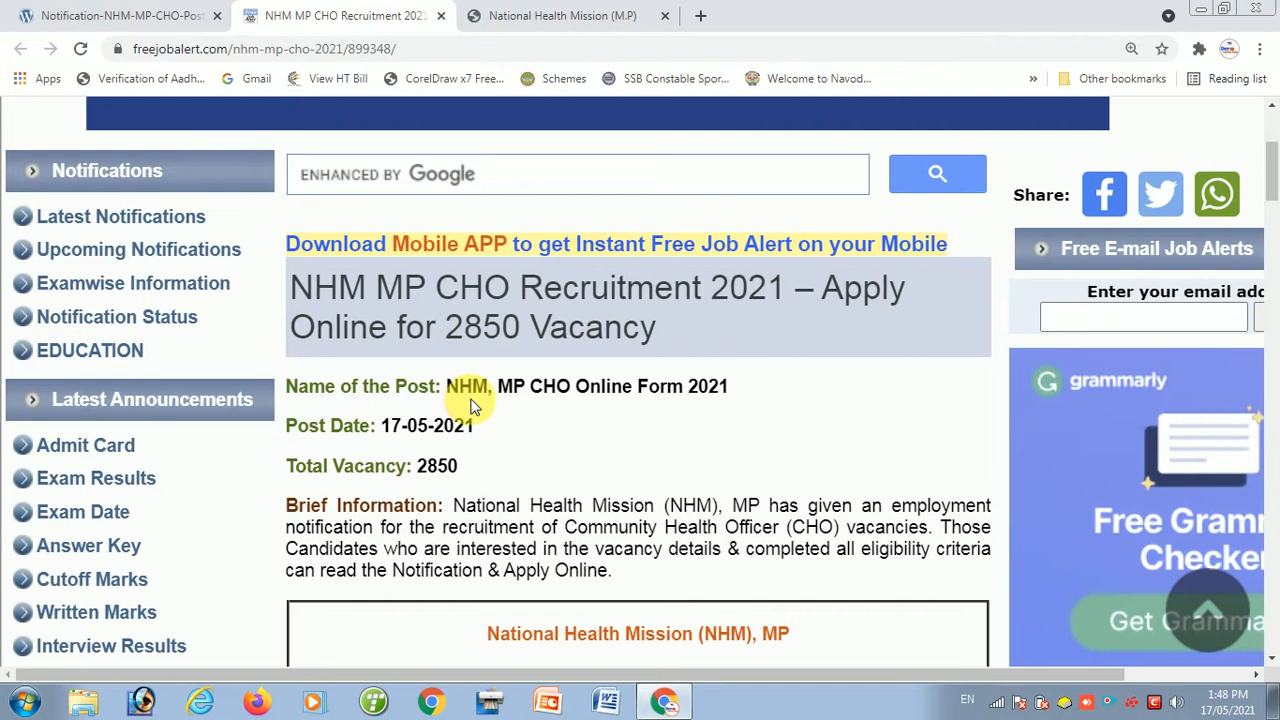 Notification-NHM-MP-CHO-Post
NHM MP CHO Recruitment 2021
National Health Mission (M.P)
freejobalert.com/nhm-mp-cho-2021/899348/
Apps
Verification of Aadh...
Gmail
View HT Bill
CorelDraw x7 Free...
Schemes
SSB Constable Spor...
Welcome to Navod...
»
Other bookmarks
Reading list
Notifications
Latest Notifications
Upcoming Notifications
Examwise Information
Notification Status
EDUCATION
Latest Announcements
Admit Card
Exam Results
Exam Date
Answer Key
Cutoff Marks
Written Marks
Interview Results
ENHANCED BY Google
Download Mobile APP to get Instant Free Job Alert on your Mobile
NHM MP CHO Recruitment 2021 – Apply
Online for 2850 Vacancy
Name of the Post: NHM, MP CHO Online Form 2021
Post Date: 17-05-2021
Total Vacancy: 2850
Brief Information: National Health Mission (NHM), MP has given an employment
notification for the recruitment of Community Health Officer (CHO) vacancies. Those
Candidates who are interested in the vacancy details & completed all eligibility criteria
can read the Notification & Apply Online.
National Health Mission (NHM), MP
Share:
Free E-mail Job Alerts
Enter your email add
grammarly
Free Gramm
Checker
Get Gramma
EN
1:48 PM
17/05/2021